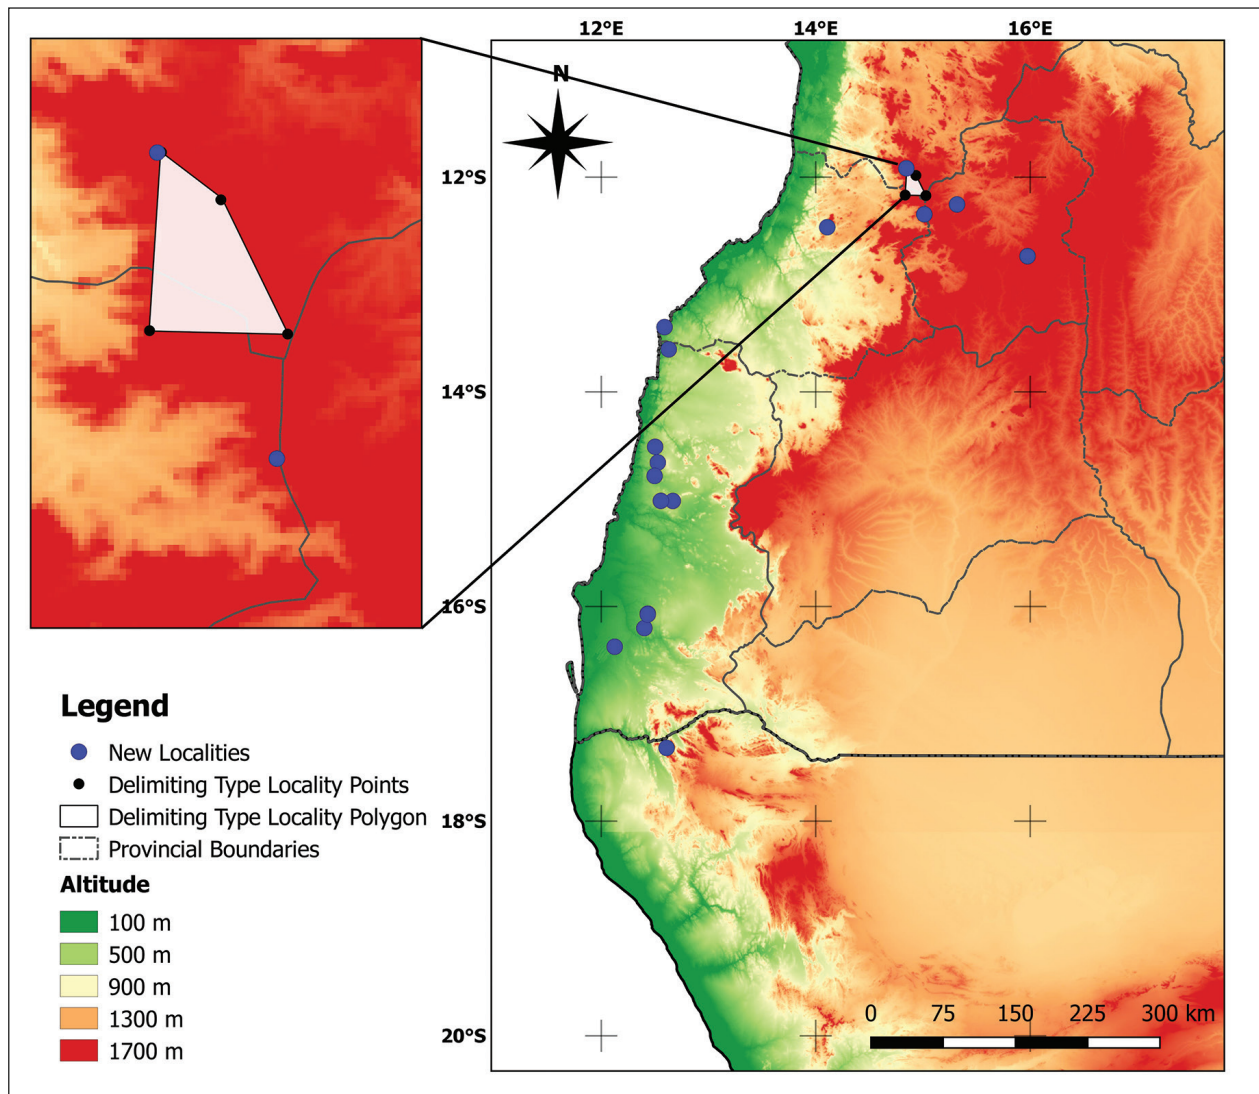 12°E 14°E 16°E
N
12°S
14°S
16°S
18°S
20°S
Legend
New Localities
Delimiting Type Locality Points
Delimiting Type Locality Polygon
Provincial Boundaries
Altitude
100 m
500 m
900 m
1300 m
1700 m
0 75 150 225 300 km